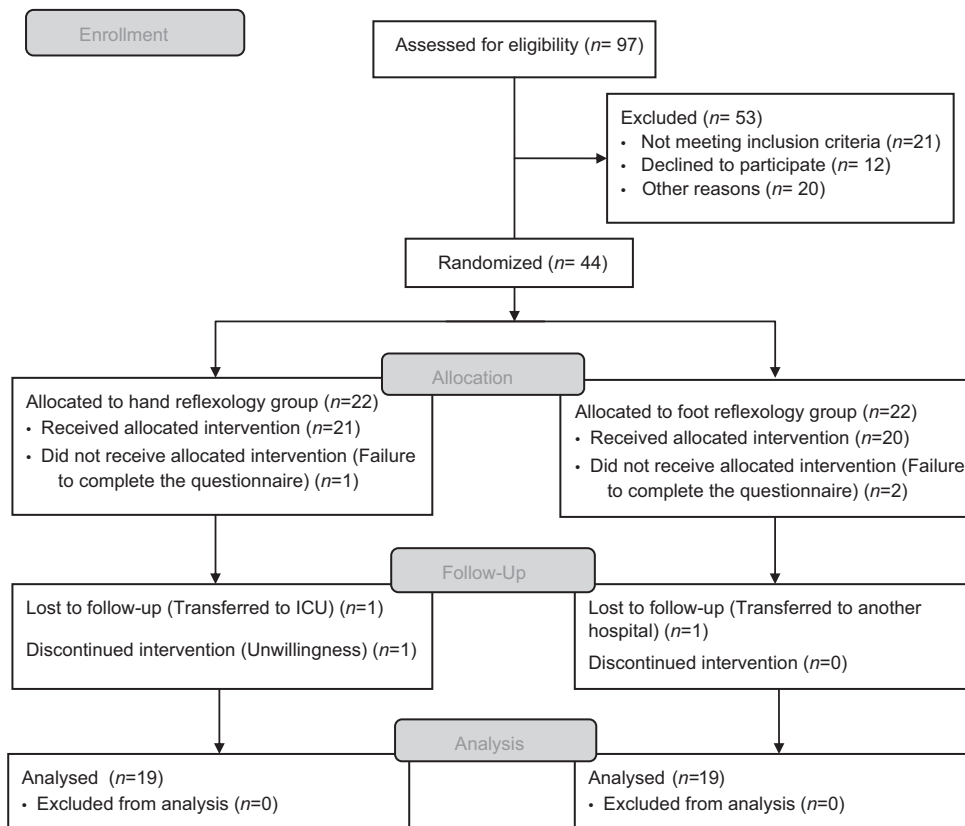 Enrollment
Assessed for eligibility (n= 97)
Excluded (n= 53)
• Not meeting inclusion criteria (n=21)
• Declined to participate (n= 12)
• Other reasons (n= 20)
Randomized (n= 44)
Allocation
Allocated to hand reflexology group (n=22)
• Received allocated intervention (n=21)
• Did not receive allocated intervention (Failure
to complete the questionnaire) (n=1)
Allocated to foot reflexology group (n=22)
• Received allocated intervention (n=20)
• Did not receive allocated intervention (Failure
to complete the questionnaire) (n=2)
Follow-Up
Lost to follow-up (Transferred to ICU) (n=1)
Discontinued intervention (Unwillingness) (n=1)
Lost to follow-up (Transferred to another
hospital) (n=1)
Discontinued intervention (n=0)
Analysis
Analysed (n=19)
• Excluded from analysis (n=0)
Analysed (n=19)
• Excluded from analysis (n=0)